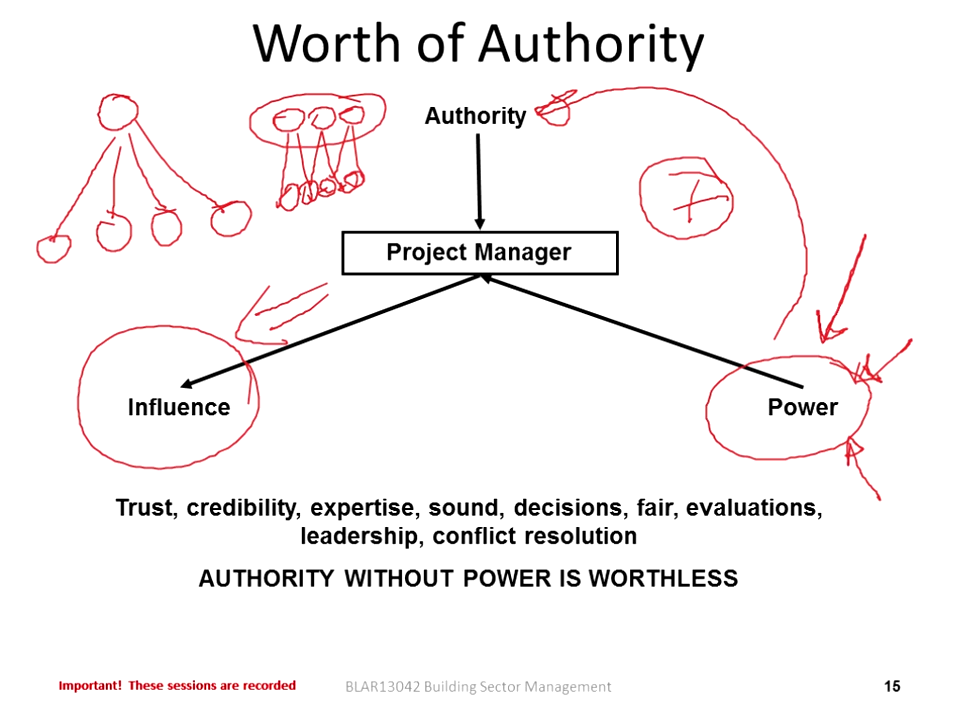 Worth of Authority
Authority
Project Manager
Influence
Power
Trust, credibility, expertise, sound, decisions, fair, evaluations,
leadership, conflict resolution
AUTHORITY WITHOUT POWER IS WORTHLESS
Important! These sessions are recorded
BLAR13042 Building Sector Management
15